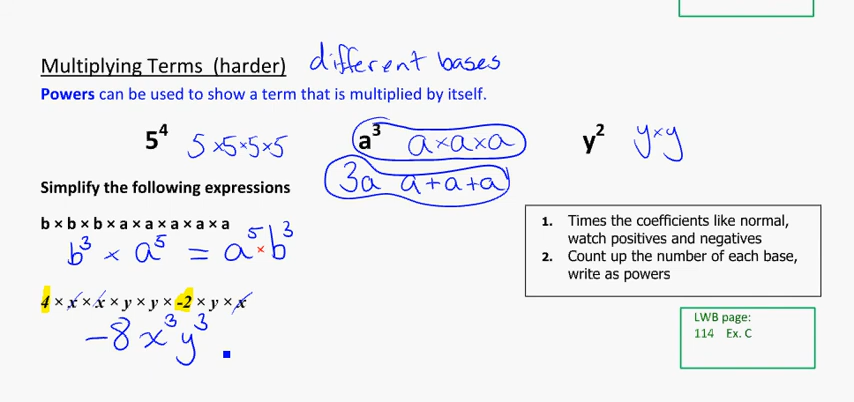 Multiplying Terms (harder) different bases
Powers can be used to show a term that is multiplied by itself.
5⁴ 5×5×5×5 a³ a×a×a y² y×y
3a a+a+a
Simplify the following expressions
b × b × b × a × a × a × a × a
b³ × a⁵ = a⁵ × b³
4 × x × x × y × y × -2 × y × x
-8x³y³
1. Times the coefficients like normal,
watch positives and negatives
2. Count up the number of each base,
write as powers
LWB page:
114 Ex. C